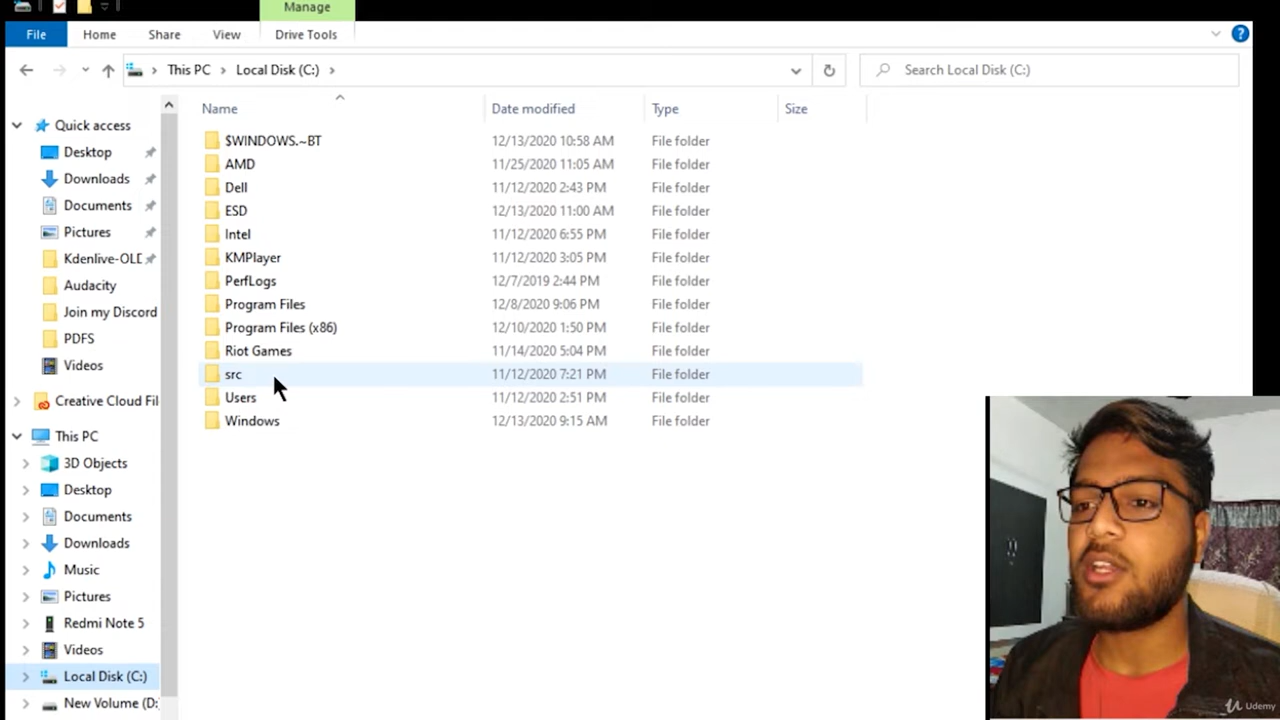 Manage
File
Home
Share
View
Drive Tools
This PC
Local Disk (C:)
Search Local Disk (C:)
Name
Date modified
Type
Size
Quick access
Desktop
Downloads
Documents
Pictures
Kdenlive-OLD
Audacity
Join my Discord
PDFS
Videos
Creative Cloud Fil
This PC
3D Objects
Desktop
Documents
Downloads
Music
Pictures
Redmi Note 5
Videos
Local Disk (C:)
New Volume (D:
$WINDOWS.~BT 12/13/2020 10:58 AM File folder
AMD 11/25/2020 11:05 AM File folder
Dell 11/12/2020 2:43 PM File folder
ESD 12/13/2020 11:00 AM File folder
Intel 11/12/2020 6:55 PM File folder
KMPlayer 11/12/2020 3:05 PM File folder
PerfLogs 12/7/2019 2:44 PM File folder
Program Files 12/8/2020 9:06 PM File folder
Program Files (x86) 12/10/2020 1:50 PM File folder
Riot Games 11/14/2020 5:04 PM File folder
src 11/12/2020 7:21 PM File folder
Users 11/12/2020 2:51 PM File folder
Windows 12/13/2020 9:15 AM File folder
Udemy